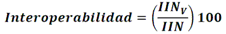 Interoperabilidad = (IIN_V / IIN) 100